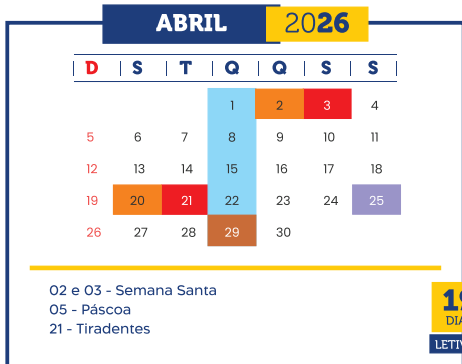 ABRIL 2026
D | S | T | Q | Q | S | S
1 2 3 4
5 6 7 8 9 10 11
12 13 14 15 16 17 18
19 20 21 22 23 24 25
26 27 28 29 30
02 e 03 - Semana Santa
05 - Páscoa
21 - Tiradentes